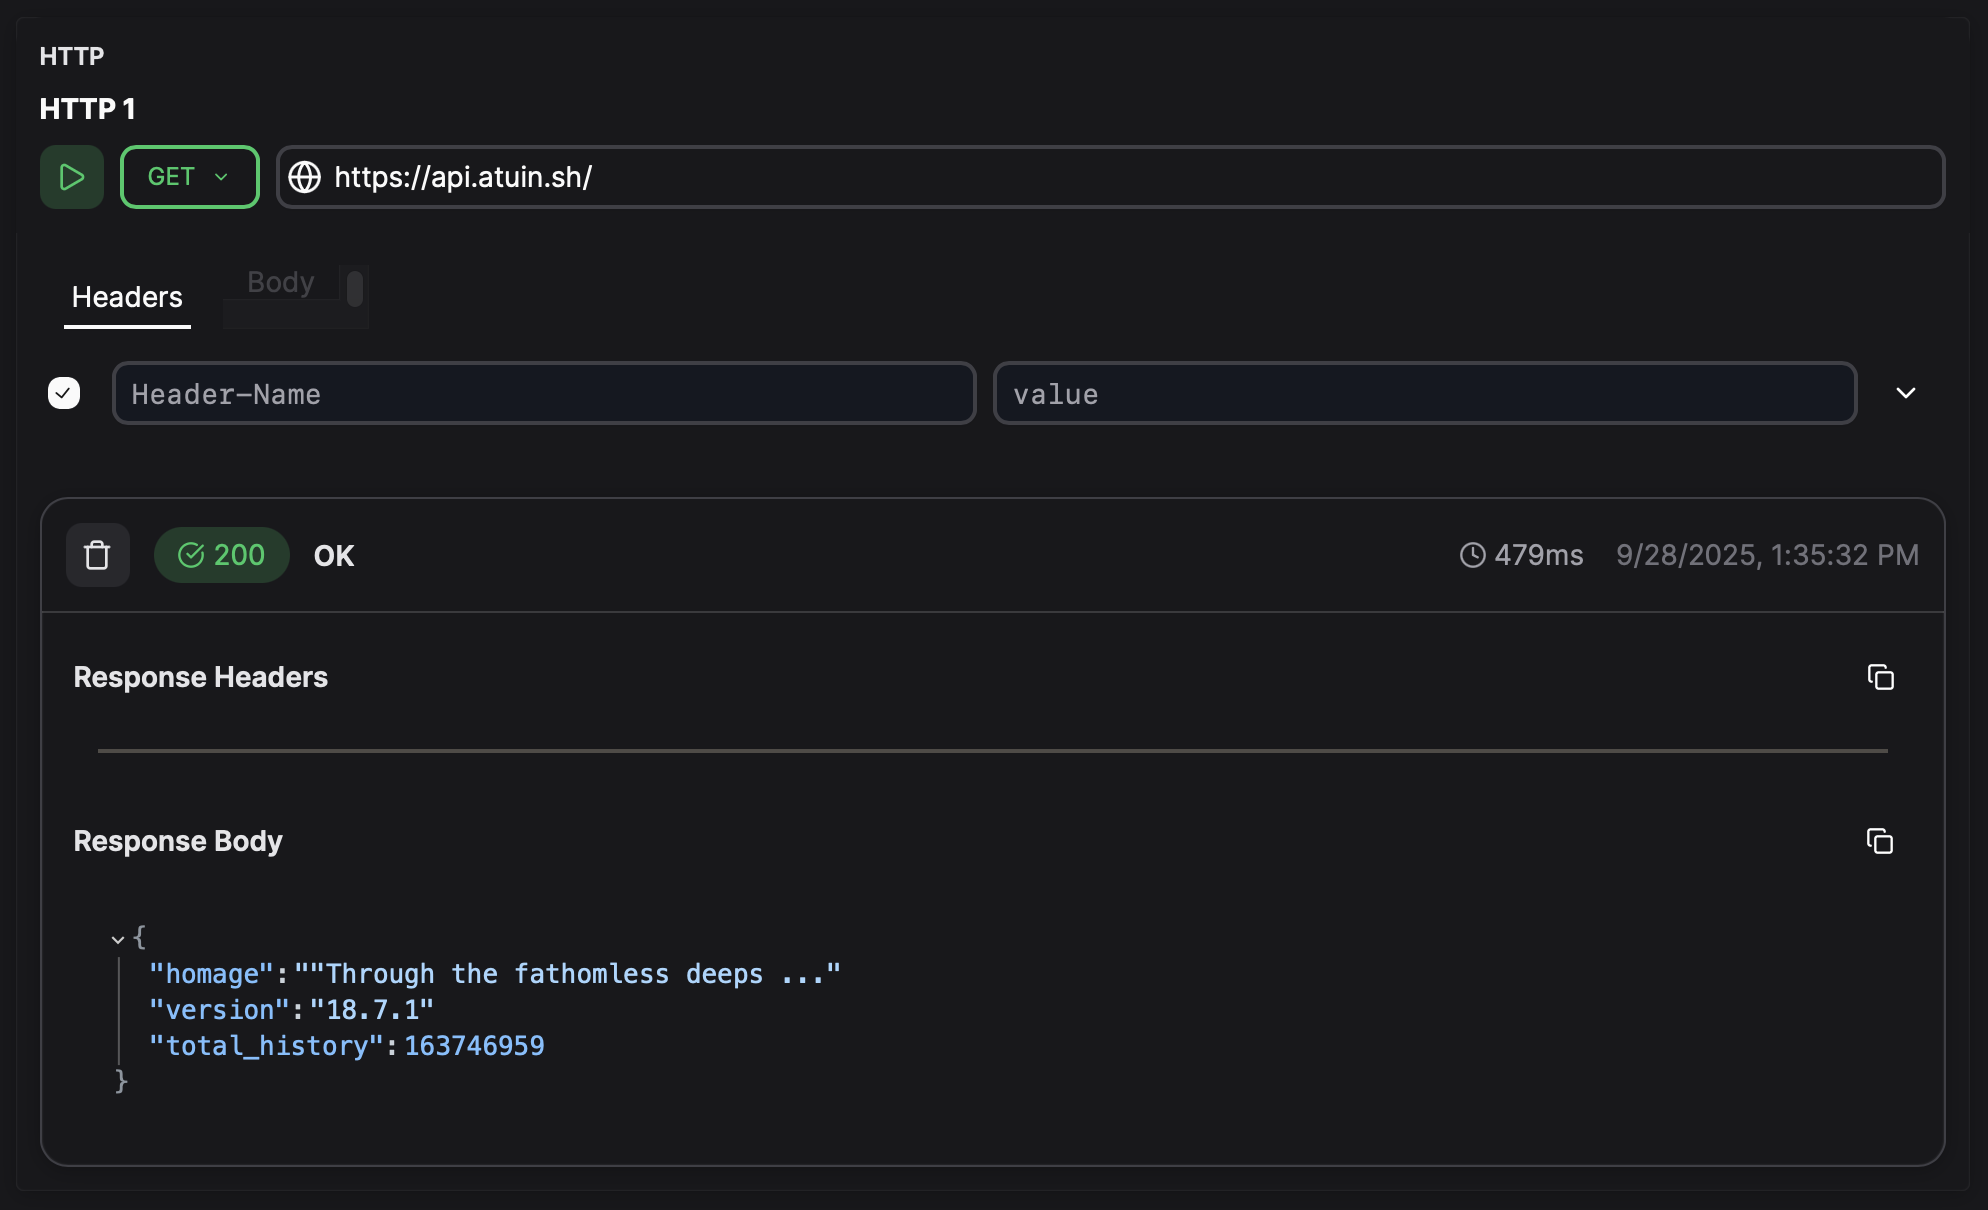 HTTP
HTTP 1
GET
https://api.atuin.sh/
Headers
Body
Header-Name
value
200
OK
479ms
9/28/2025, 1:35:32 PM
Response Headers
Response Body
{
"homage":""Through the fathomless deeps ..."
"version":"18.7.1"
"total_history":163746959
}